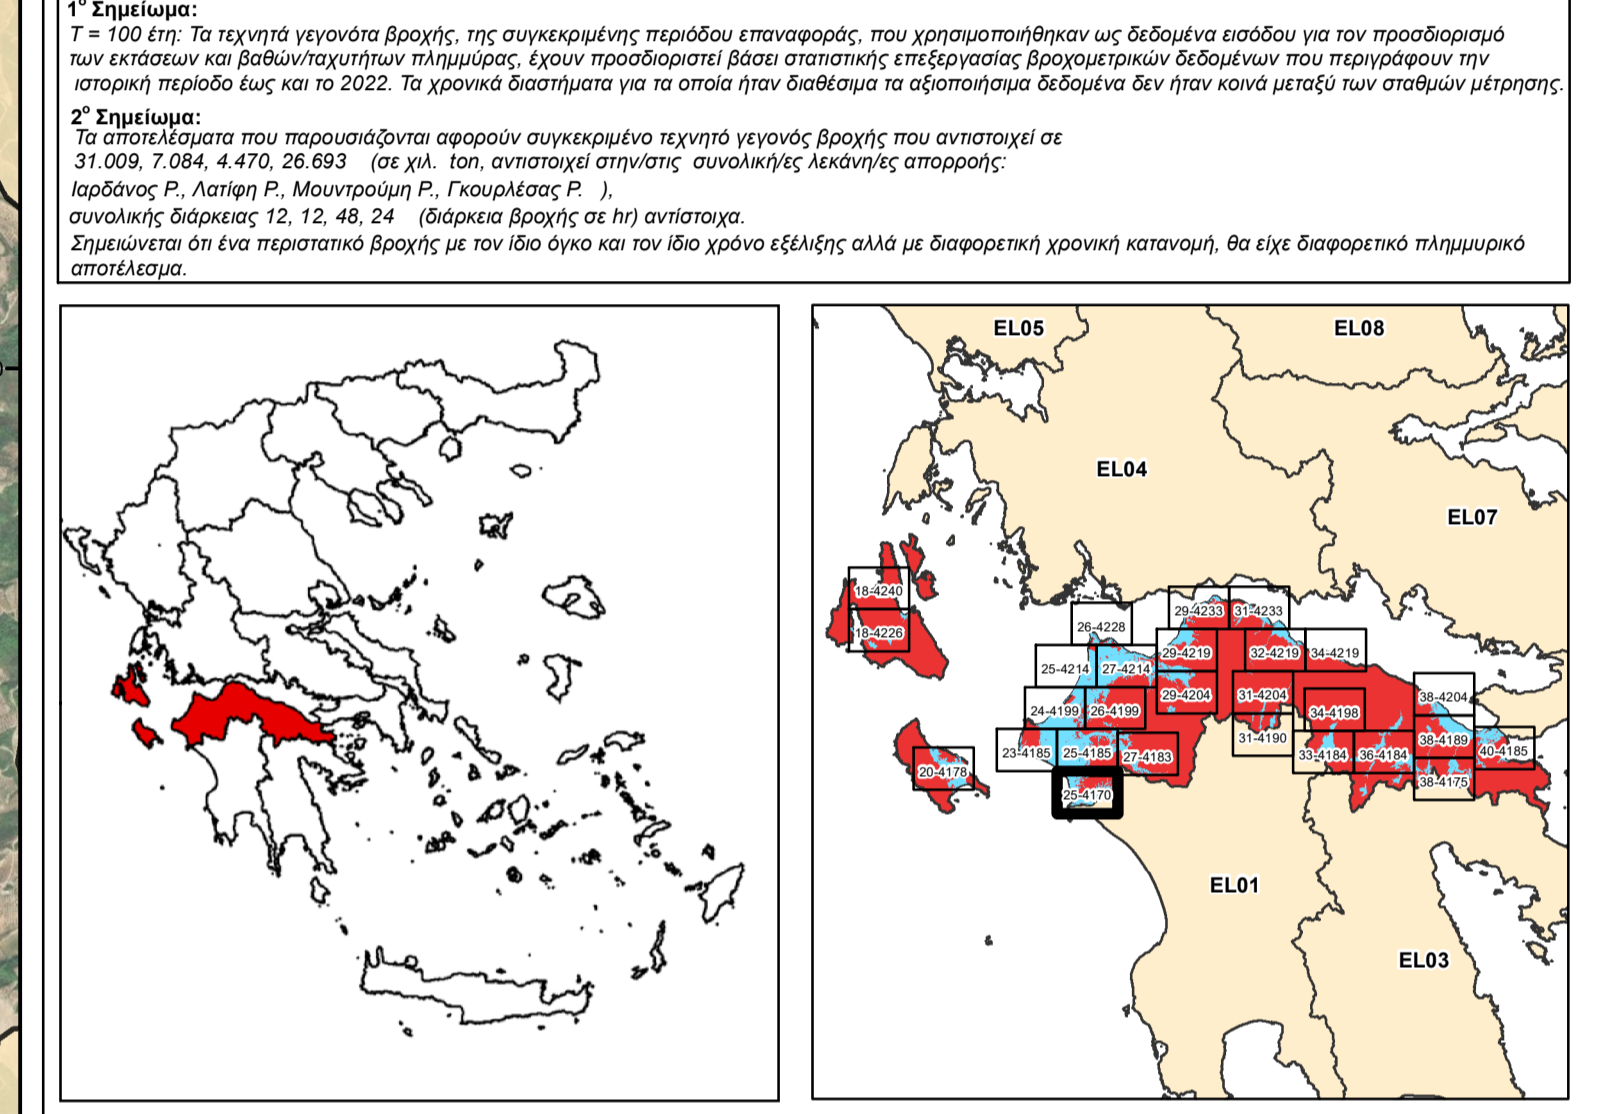 1ο Σημείωμα:
T = 100 έτη: Τα τεχνητά γεγονότα βροχής, της συγκεκριμένης περιόδου επαναφοράς, που χρησιμοποιήθηκαν ως δεδομένα εισόδου για τον προσδιορισμό
των εκτάσεων και βαθών/ταχυτήτων πλημμύρας, έχουν προσδιοριστεί βάσει στατιστικής επεξεργασίας βροχομετρικών δεδομένων που περιγράφουν την
ιστορική περίοδο έως και το 2022. Τα χρονικά διαστήματα για τα οποία ήταν διαθέσιμα τα αξιοποιήσιμα δεδομένα δεν ήταν κοινά μεταξύ των σταθμών μέτρησης.
2ο Σημείωμα:
Τα αποτελέσματα που παρουσιάζονται αφορούν συγκεκριμένο τεχνητό γεγονός βροχής που αντιστοιχεί σε
31.009, 7.084, 4.470, 26.693 (σε χιλ. ton, αντιστοιχεί στην/στις συνολική/ες λεκάνη/ες απορροής:
Ιαρδάνος Ρ., Λατίφη Ρ., Μουντρούμη Ρ., Γκουρλέσας Ρ. ),
συνολικής διάρκειας 12, 12, 48, 24 (διάρκεια βροχής σε hr) αντίστοιχα.
Σημειώνεται ότι ένα περιστατικό βροχής με τον ίδιο όγκο και τον ίδιο χρόνο εξέλιξης αλλά με διαφορετική χρονική κατανομή, θα είχε διαφορετικό πλημμυρικό
αποτέλεσμα.
EL05
EL08
EL04
EL07
18-4240
18-4226
29-4233
31-4233
26-4228
29-4219
32-4219
34-4219
25-4214
27-4214
29-4204
31-4204
38-4204
24-4199
26-4199
34-4198
31-4190
38-4189
23-4185
25-4185
27-4183
33-4184
36-4184
40-4185
20-4178
38-4175
25-4170
EL01
EL03